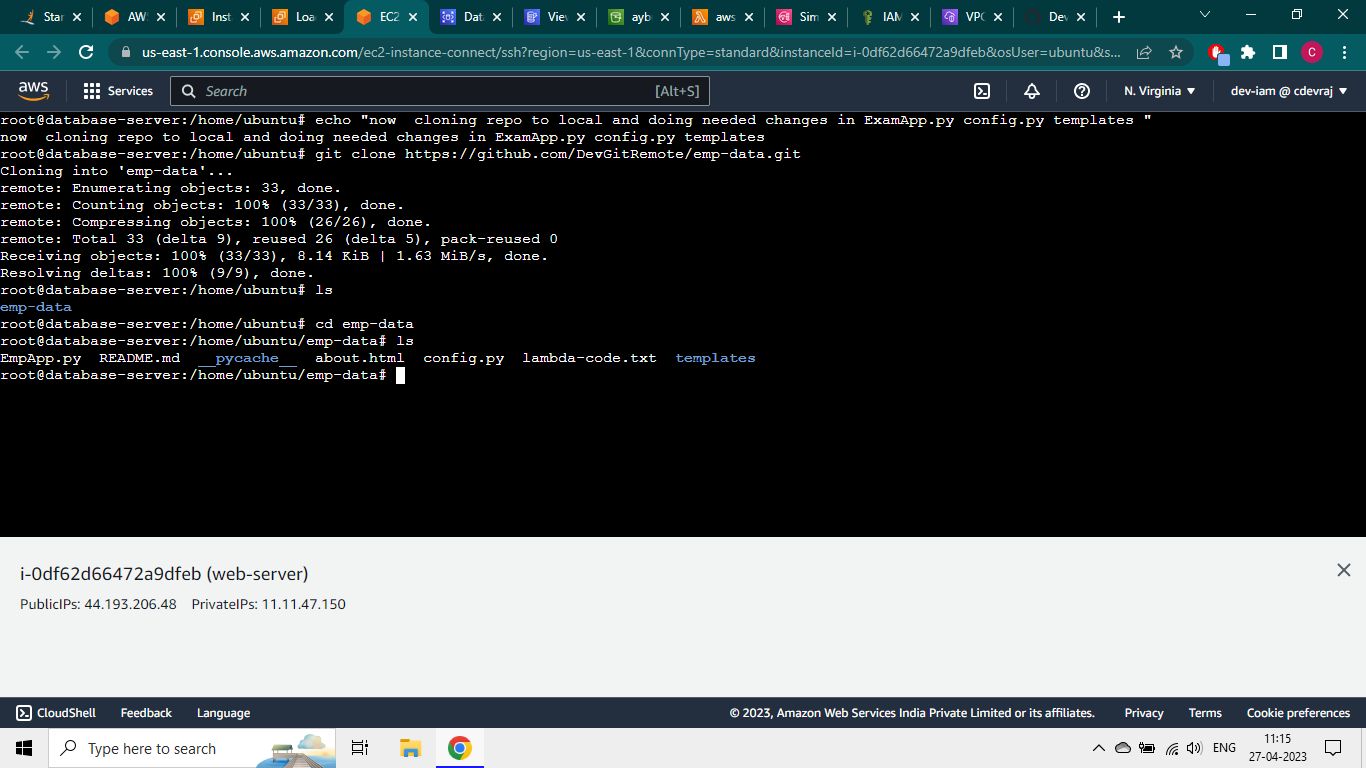 Star
AWS
Inst
Loa
EC2
Data
View
ayb
aws
Sim
IAM
VPC
Dev
us-east-1.console.aws.amazon.com/ec2-instance-connect/ssh?region=us-east-1&connType=standard&instanceId=i-0df62d66472a9dfeb&osUser=ubuntu&s...
C
aws
Services
Search
[Alt+S]
N. Virginia
dev-iam @ cdevraj
root@database-server:/home/ubuntu# echo "now  cloning repo to local and doing needed changes in ExamApp.py config.py templates "
now  cloning repo to local and doing needed changes in ExamApp.py config.py templates
root@database-server:/home/ubuntu# git clone https://github.com/DevGitRemote/emp-data.git
Cloning into 'emp-data'...
remote: Enumerating objects: 33, done.
remote: Counting objects: 100% (33/33), done.
remote: Compressing objects: 100% (26/26), done.
remote: Total 33 (delta 9), reused 26 (delta 5), pack-reused 0
Receiving objects: 100% (33/33), 8.14 KiB | 1.63 MiB/s, done.
Resolving deltas: 100% (9/9), done.
root@database-server:/home/ubuntu# ls
emp-data
root@database-server:/home/ubuntu# cd emp-data
root@database-server:/home/ubuntu/emp-data# ls
EmpApp.py  README.md  __pycache__  about.html  config.py  lambda-code.txt  templates
root@database-server:/home/ubuntu/emp-data#
i-0df62d66472a9dfeb (web-server)
PublicIPs: 44.193.206.48 PrivateIPs: 11.11.47.150
CloudShell
Feedback
Language
© 2023, Amazon Web Services India Private Limited or its affiliates.
Privacy
Terms
Cookie preferences
Type here to search
ENG
11:15
27-04-2023